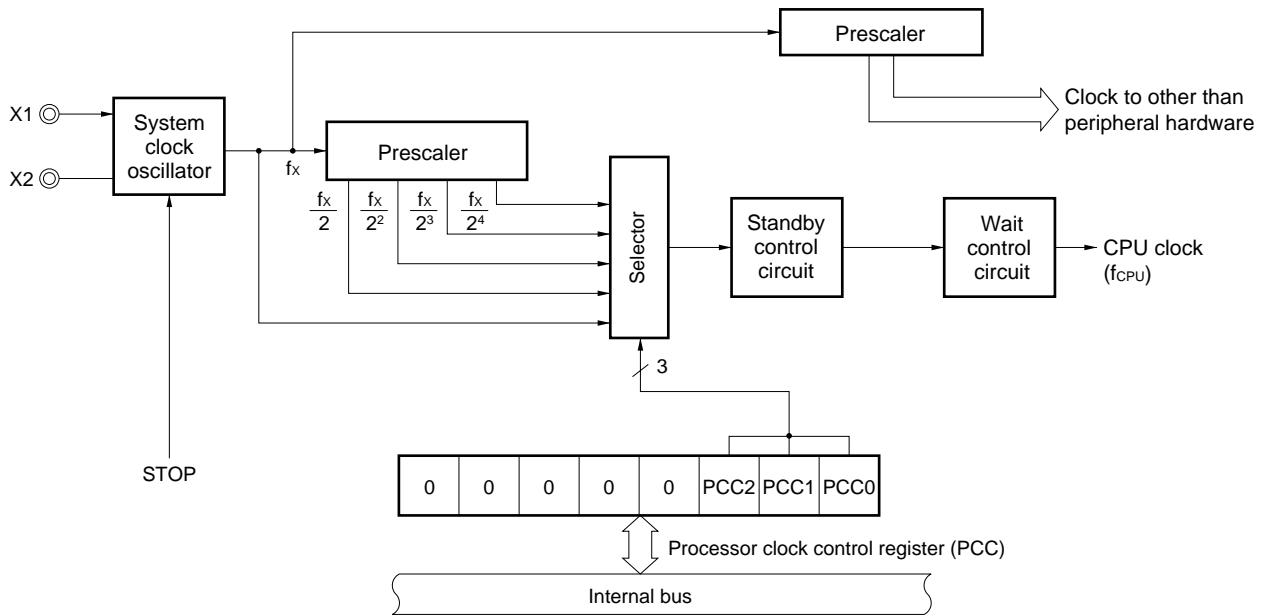 Prescaler
X1
X2
System
clock
oscillator
Clock to other than
peripheral hardware
fX
Prescaler
fX/2
fX/2²
fX/2³
fX/2⁴
Selector
Standby
control
circuit
Wait
control
circuit
CPU clock
(fCPU)
3
STOP
0 0 0 0 0 PCC2 PCC1 PCC0
Processor clock control register (PCC)
Internal bus